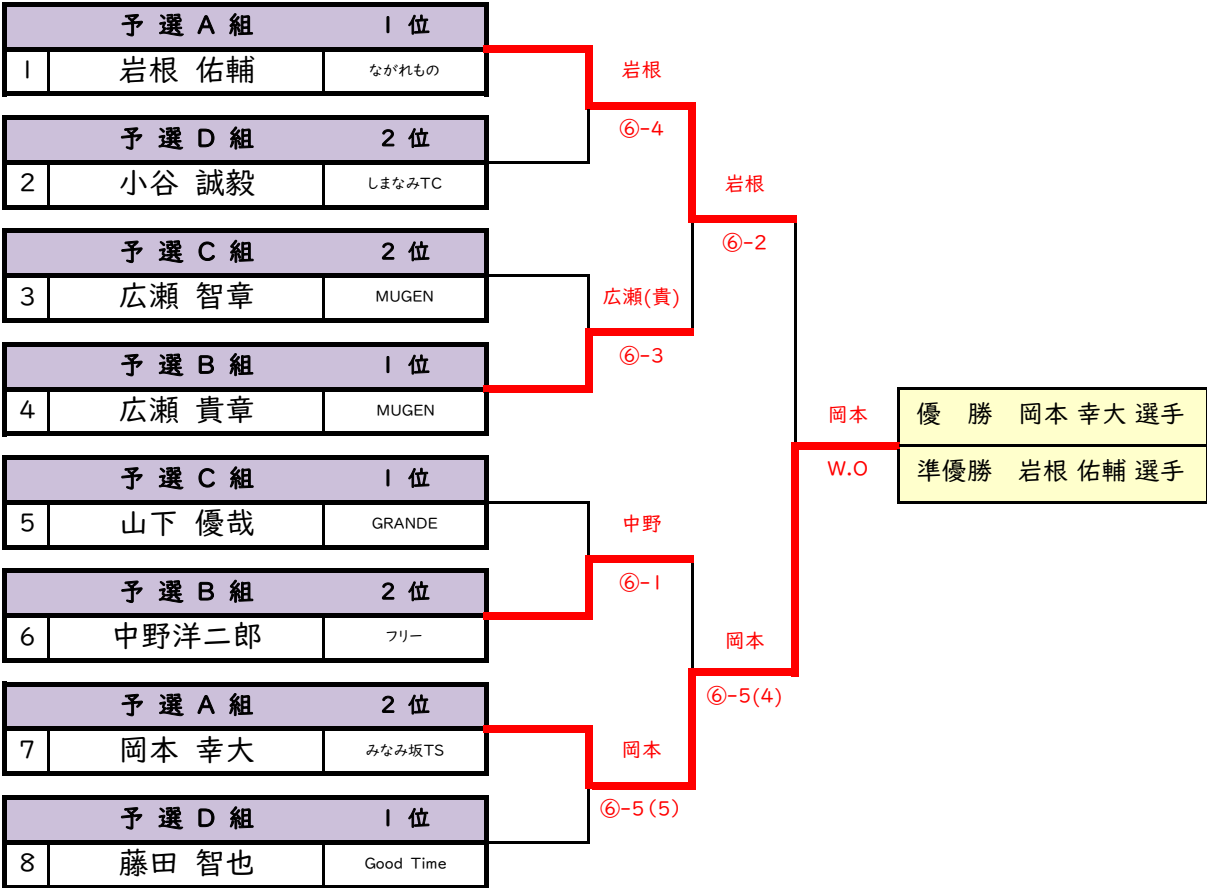 予 選 A 組 1 位
1 岩根 佑輔 ながれもの
岩根
⑥-4
予 選 D 組 2 位
2 小谷 誠毅 しまなみTC
岩根
⑥-2
予 選 C 組 2 位
3 広瀬 智章 MUGEN
広瀬(貴)
⑥-3
予 選 B 組 1 位
4 広瀬 貴章 MUGEN
岡本
W.O
優 勝 岡本 幸大 選手
準優勝 岩根 佑輔 選手
予 選 C 組 1 位
5 山下 優哉 GRANDE
中野
⑥-1
予 選 B 組 2 位
6 中野洋二郎 フリー
岡本
⑥-5(4)
予 選 A 組 2 位
7 岡本 幸大 みなみ坂TS
岡本
⑥-5(5)
予 選 D 組 1 位
8 藤田 智也 Good Time